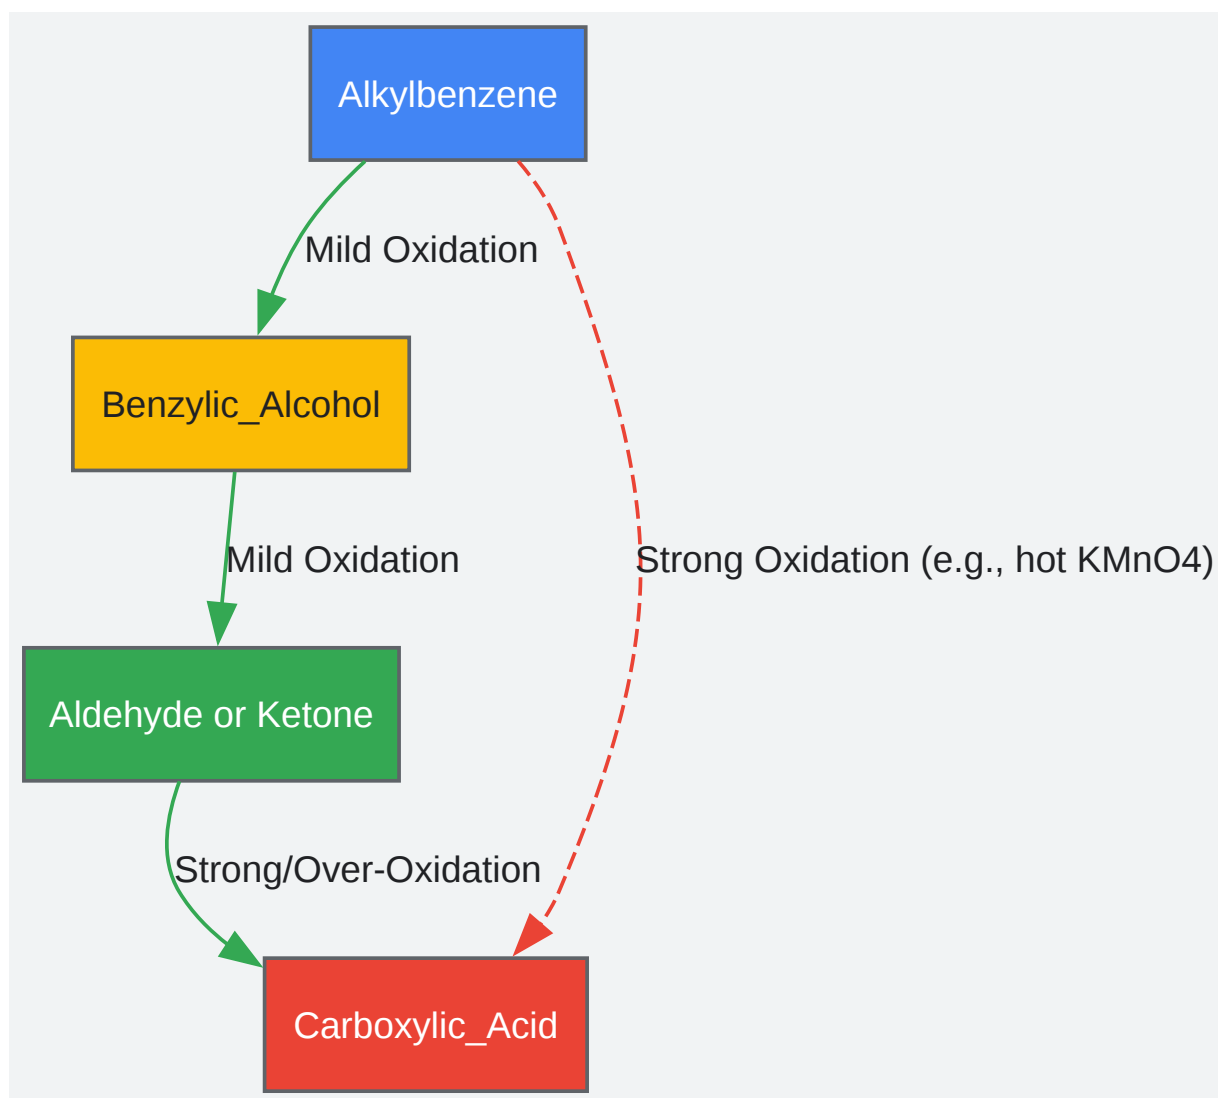 Alkylbenzene
Mild Oxidation
Benzylic_Alcohol
Mild Oxidation
Strong Oxidation (e.g., hot KMnO4)
Aldehyde or Ketone
Strong/Over-Oxidation
Carboxylic_Acid